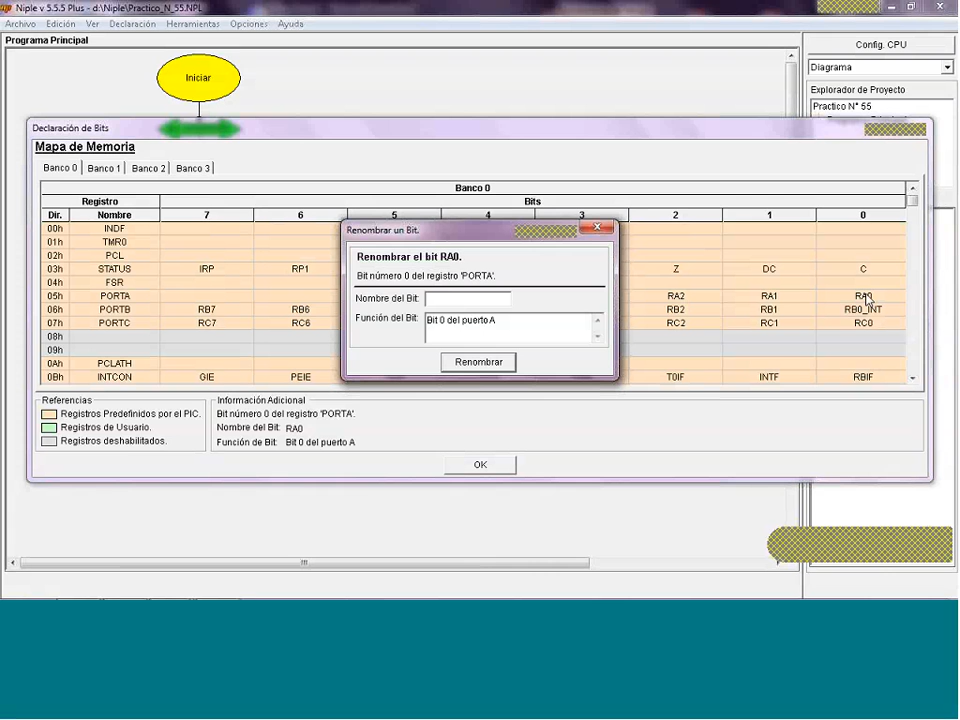 Niple v 5.5.5 Plus - d:\Niple\Practico_N_55.NPL
Archivo Edición Ver Declaración Herramientas Opciones Ayuda
Programa Principal
Config. CPU
Diagrama
Explorador de Proyecto
Practico N° 55
Iniciar
Declaración de Bits
Mapa de Memoria
Banco 0 Banco 1 Banco 2 Banco 3
Banco 0
Registro Bits
Dir. Nombre 7 6 5 4 3 2 1 0
00h INDF
01h TMR0
02h PCL
03h STATUS IRP RP1 Z DC C
04h FSR
05h PORTA RA2 RA1 RA0
06h PORTB RB7 RB6 RB2 RB1 RB0_INT
07h PORTC RC7 RC6 RC2 RC1 RC0
08h
09h
0Ah PCLATH
0Bh INTCON GIE PEIE T0IF INTF RBIF
Renombrar un Bit.
Renombrar el bit RA0.
Bit número 0 del registro 'PORTA'.
Nombre del Bit:
Función del Bit: Bit 0 del puerto A
Renombrar
Referencias
Registros Predefinidos por el PIC.
Registros de Usuario.
Registros deshabilitados.
Información Adicional
Bit número 0 del registro 'PORTA'.
Nombre del Bit: RA0
Función de Bit: Bit 0 del puerto A
OK